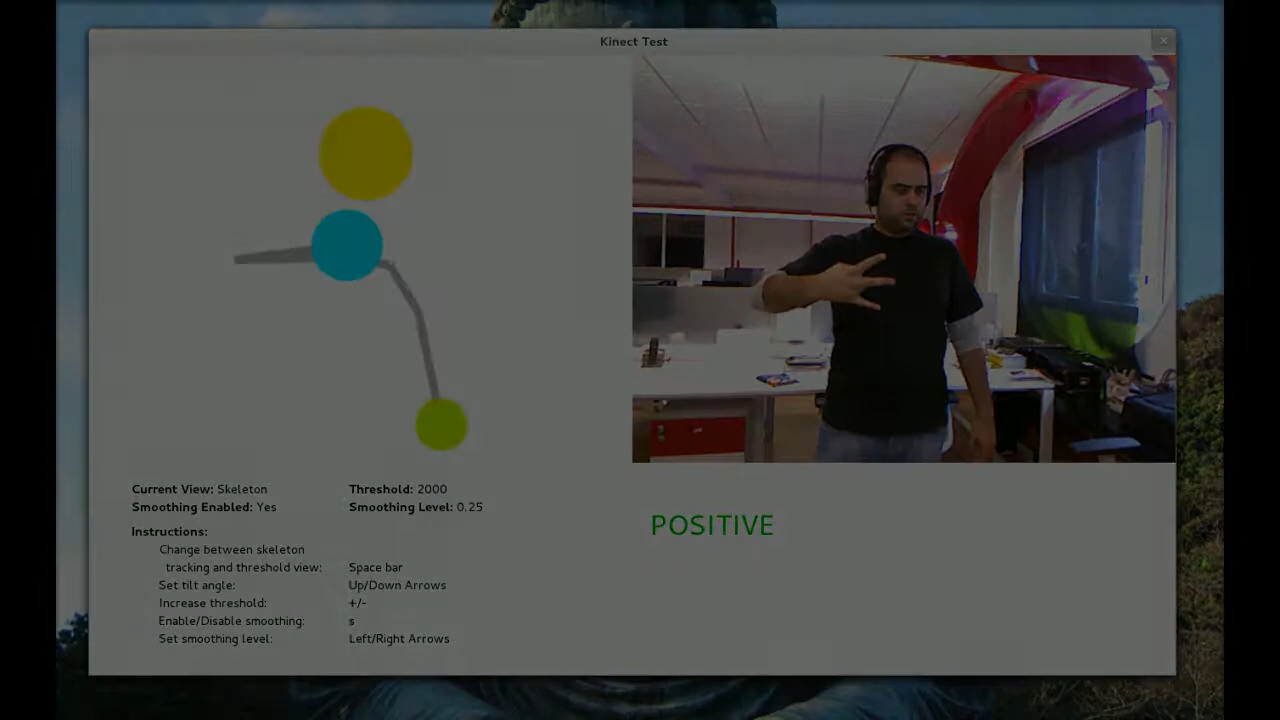 Kinect Test
Current View: Skeleton Threshold: 2000
Smoothing Enabled: Yes Smoothing Level: 0.25
Instructions:
Change between skeleton
tracking and threshold view: Space bar
Set tilt angle: Up/Down Arrows
Increase threshold: +/-
Enable/Disable smoothing: s
Set smoothing level: Left/Right Arrows
POSITIVE